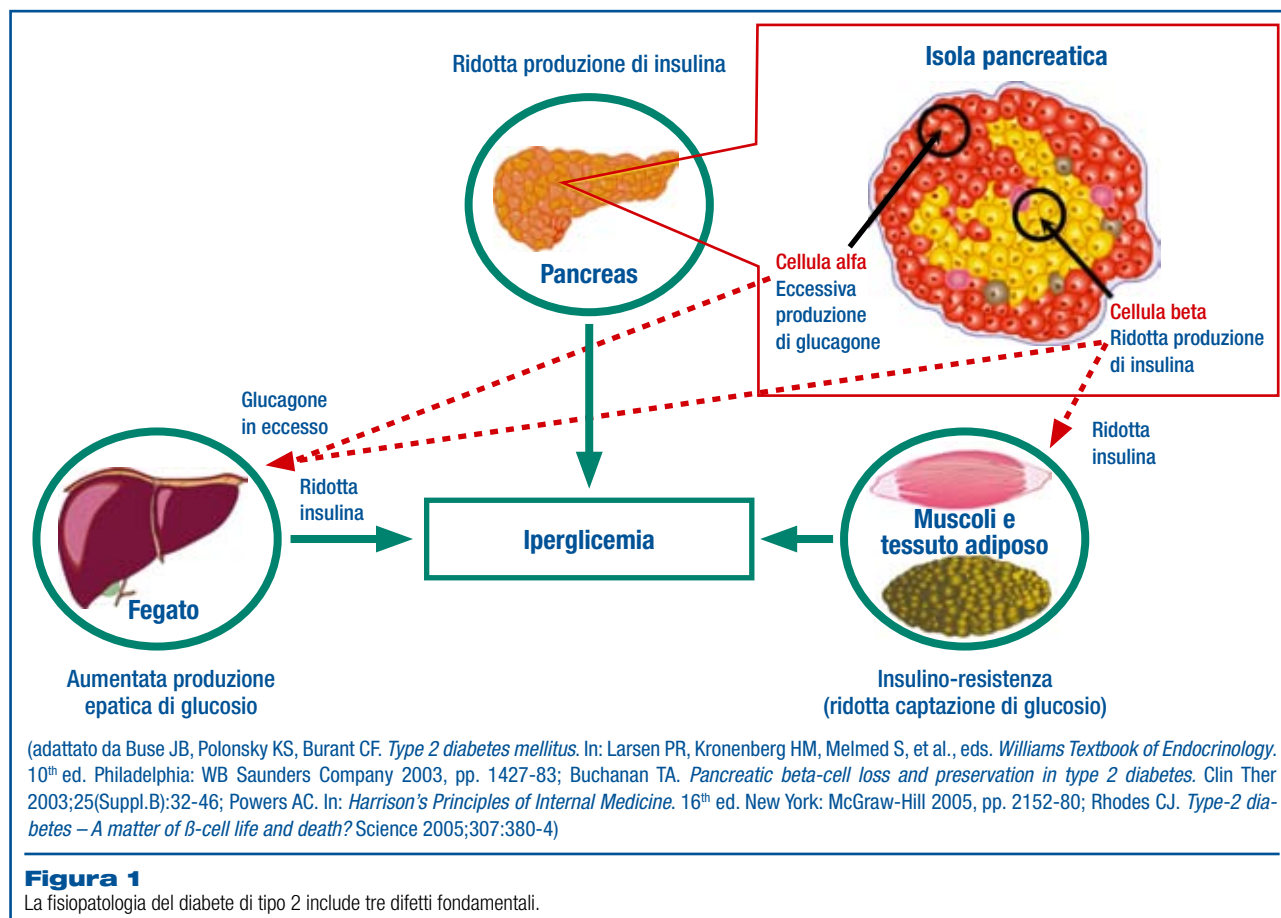 Ridotta produzione di insulina
Pancreas
Isola pancreatica
Cellula alfa
Eccessiva
produzione
di glucagone
Cellula beta
Ridotta produzione
di insulina
Glucagone
in eccesso
Ridotta
insulina
Fegato
Aumentata produzione
epatica di glucosio
Iperglicemia
Ridotta
insulina
Muscoli e
tessuto adiposo
Insulino-resistenza
(ridotta captazione di glucosio)
(adattato da Buse JB, Polonsky KS, Burant CF. Type 2 diabetes mellitus. In: Larsen PR, Kronenberg HM, Melmed S, et al., eds. Williams Textbook of Endocrinology.
10th ed. Philadelphia: WB Saunders Company 2003, pp. 1427-83; Buchanan TA. Pancreatic beta-cell loss and preservation in type 2 diabetes. Clin Ther
2003;25(Suppl.B):32-46; Powers AC. In: Harrison's Principles of Internal Medicine. 16th ed. New York: McGraw-Hill 2005, pp. 2152-80; Rhodes CJ. Type-2 dia-
betes – A matter of ß-cell life and death? Science 2005;307:380-4)
Figura 1
La fisiopatologia del diabete di tipo 2 include tre difetti fondamentali.